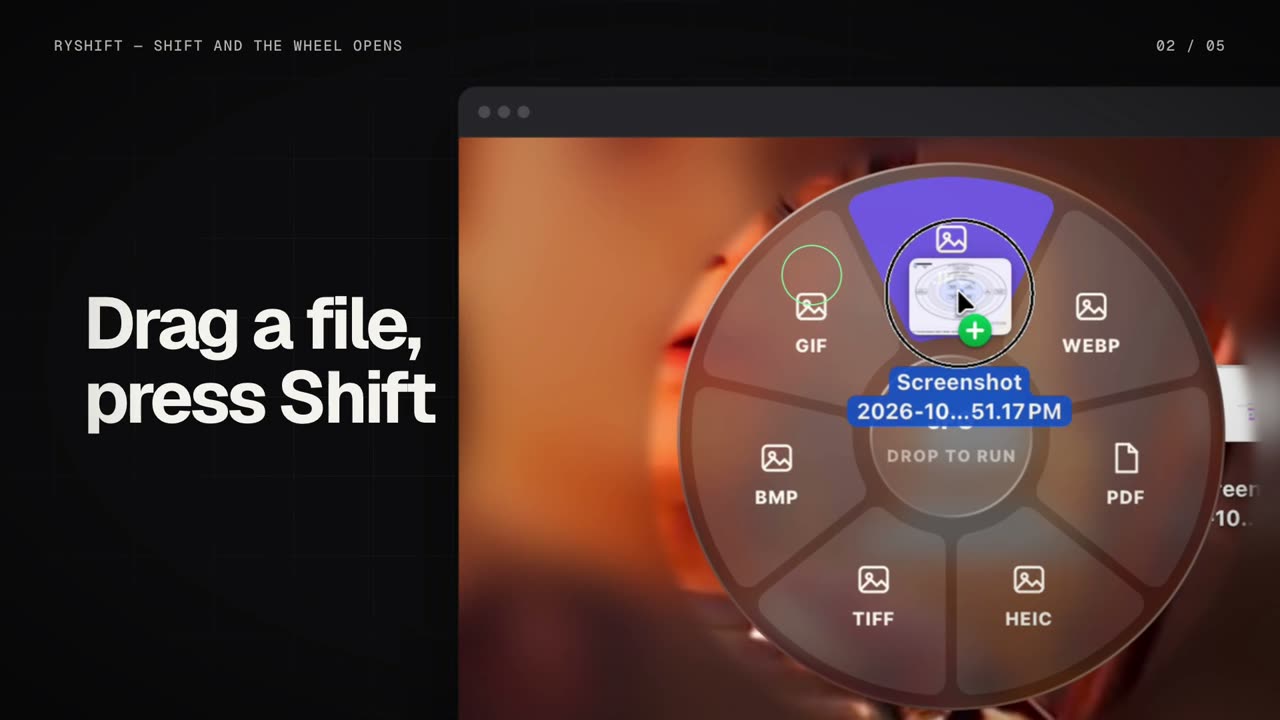 RYSHIFT — SHIFT AND THE WHEEL OPENS
02 / 05
Drag a file,
press Shift
GIF
WEBP
Screenshot
2026-10...51.17 PM
DROP TO RUN
BMP
PDF
TIFF
HEIC